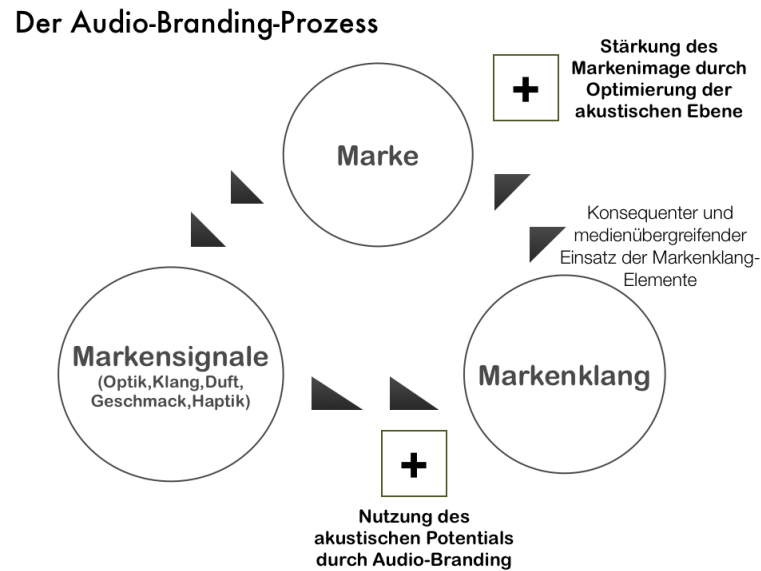 Der Audio-Branding-Prozess
Stärkung des
Markenimage durch
Optimierung der
akustischen Ebene
+
Marke
Konsequenter und
medienübergreifender
Einsatz der Markenklang-
Elemente
Markensignale
(Optik,Klang,Duft,
Geschmack,Haptik)
Markenklang
+
Nutzung des
akustischen Potentials
durch Audio-Branding